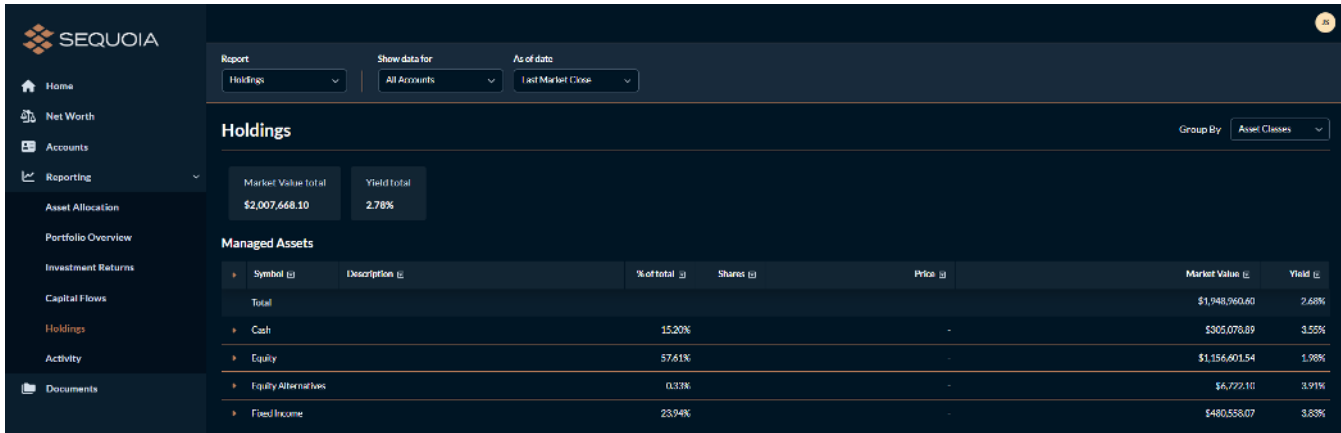 SEQUOIA
JS
Report Show data for As of date
Holdings All Accounts Last Market Close
Home
Net Worth
Accounts
Reporting
Asset Allocation
Portfolio Overview
Investment Returns
Capital Flows
Holdings
Activity
Documents
Holdings
Group By Asset Classes
Market Value total Yield total
$2,007,668.10 2.78%
Managed Assets
Symbol Description % of total Shares Price Market Value Yield
Total $1,948,960.60 2.68%
Cash 15.20% - $305,078.89 3.55%
Equity 57.61% - $1,156,601.54 1.98%
Equity Alternatives 0.33% - $6,722.10 3.91%
Fixed Income 23.94% - $480,558.07 3.83%